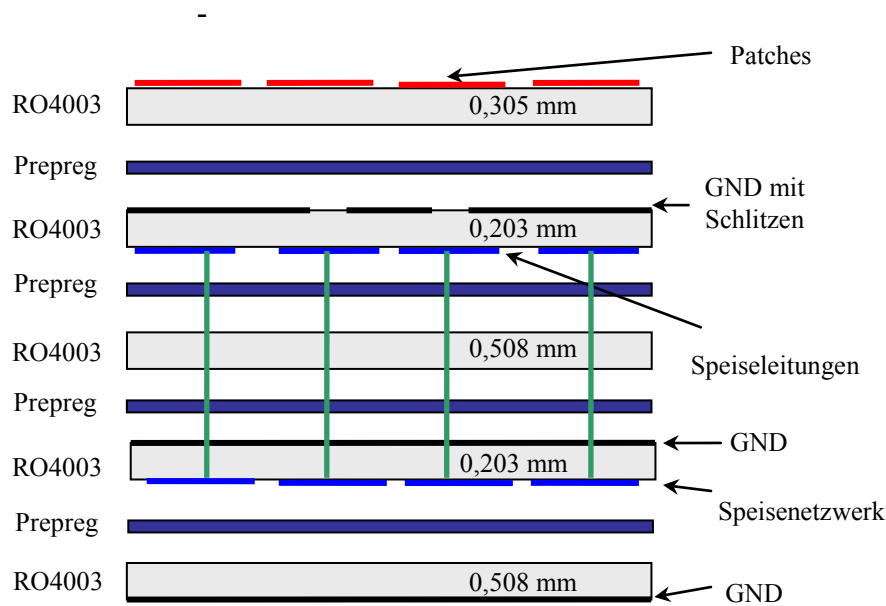 -
Patches
RO4003
0,305 mm
Prepreg
GND mit
Schlitzen
RO4003
0,203 mm
Prepreg
RO4003
0,508 mm
Speiseleitungen
Prepreg
GND
RO4003
0,203 mm
Speisenetzwerk
Prepreg
RO4003
0,508 mm
GND